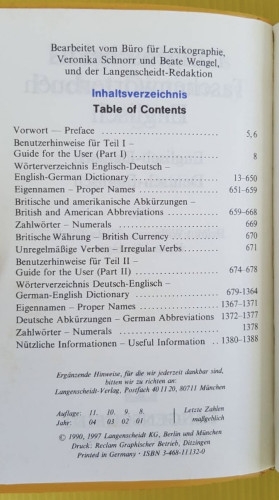 Bearbeitet vom Büro für Lexikographie,
Veronika Schnorr und Beate Wengel,
und der Langenscheidt-Redaktion
Inhaltsverzeichnis
Table of Contents
Vorwort — Preface 5, 6
Benutzerhinweise für Teil I –
Guide for the User (Part I) 8
Wörterverzeichnis Englisch-Deutsch –
English-German Dictionary 13–650
Eigennamen – Proper Names 651–659
Britische und amerikanische Abkürzungen –
British and American Abbreviations 659–668
Zahlwörter – Numerals 669
Britische Währung – British Currency 670
Unregelmäßige Verben – Irregular Verbs 671
Benutzerhinweise für Teil II –
Guide for the User (Part II) 674–678
Wörterverzeichnis Deutsch-Englisch –
German-English Dictionary 679–1364
Eigennamen – Proper Names 1367–1371
Deutsche Abkürzungen – German Abbreviations 1372–1377
Zahlwörter – Numerals 1378
Nützliche Informationen – Useful Information 1380–1388
Ergänzende Hinweise, für die wir jederzeit dankbar sind,
bitten wir zu richten an:
Langenscheidt-Verlag, Postfach 40 11 20, 80711 München
Auflage: 11. 10. 9. 8. Letzte Zahlen
Jahr: 04 03 02 01 maßgeblich
© 1990, 1997 Langenscheidt KG, Berlin und München
Druck: Reclam Graphischer Betrieb, Ditzingen
Printed in Germany · ISBN 3-468-11132-0